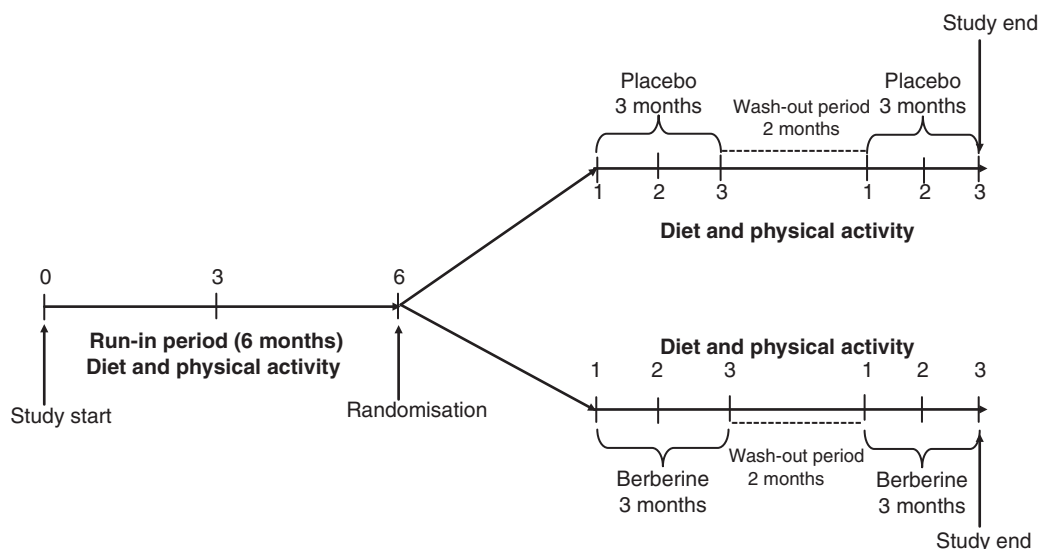 Study end
Placebo
3 months
Wash-out period
2 months
Placebo
3 months
1 2 3 1 2 3
Diet and physical activity
0 3 6
Run-in period (6 months)
Diet and physical activity
Study start
Randomisation
Diet and physical activity
1 2 3 1 2 3
Berberine
3 months
Wash-out period
2 months
Berberine
3 months
Study end